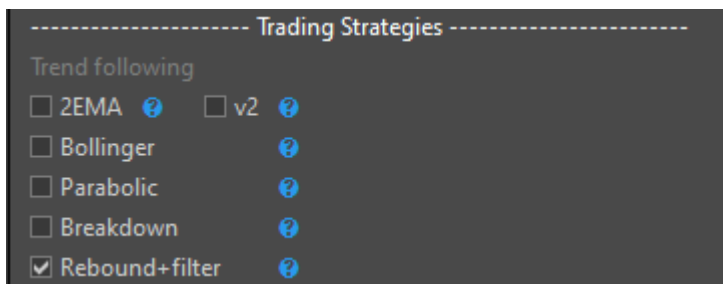 ---------------------- Trading Strategies ------------------------
Trend following
2EMA ? v2 ?
Bollinger ?
Parabolic ?
Breakdown ?
Rebound+filter ?